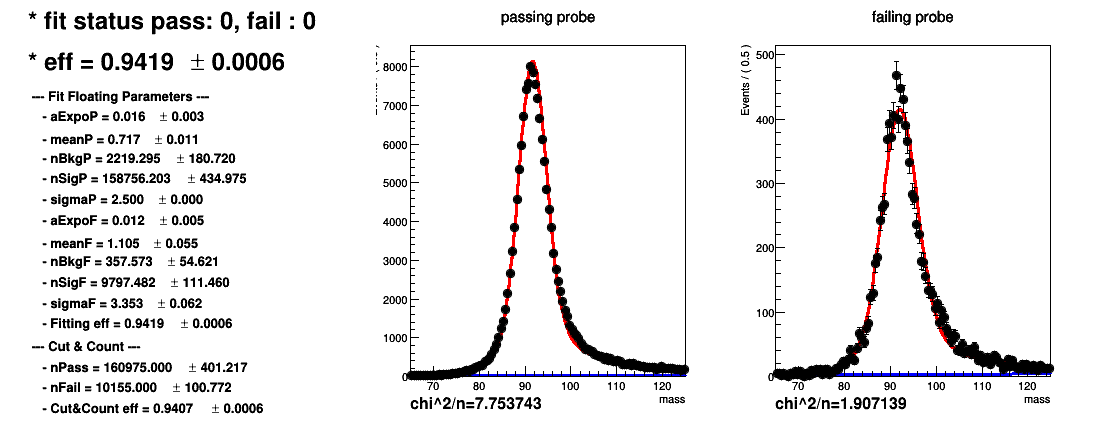 * fit status pass: 0, fail : 0
* eff = 0.9419 ± 0.0006
--- Fit Floating Parameters ---
- aExpoP = 0.016 ± 0.003
- meanP = 0.717 ± 0.011
- nBkgP = 2219.295 ± 180.720
- nSigP = 158756.203 ± 434.975
- sigmaP = 2.500 ± 0.000
- aExpoF = 0.012 ± 0.005
- meanF = 1.105 ± 0.055
- nBkgF = 357.573 ± 54.621
- nSigF = 9797.482 ± 111.460
- sigmaF = 3.353 ± 0.062
- Fitting eff = 0.9419 ± 0.0006
--- Cut & Count ---
- nPass = 160975.000 ± 401.217
- nFail = 10155.000 ± 100.772
- Cut&Count eff = 0.9407 ± 0.0006
passing probe
8000
7000
6000
5000
4000
3000
2000
1000
0
70 80 90 100 110 120
mass
chi^2/n=7.753743
failing probe
Events / ( 0.5 )
500
400
300
200
100
0
70 80 90 100 110 120
mass
chi^2/n=1.907139